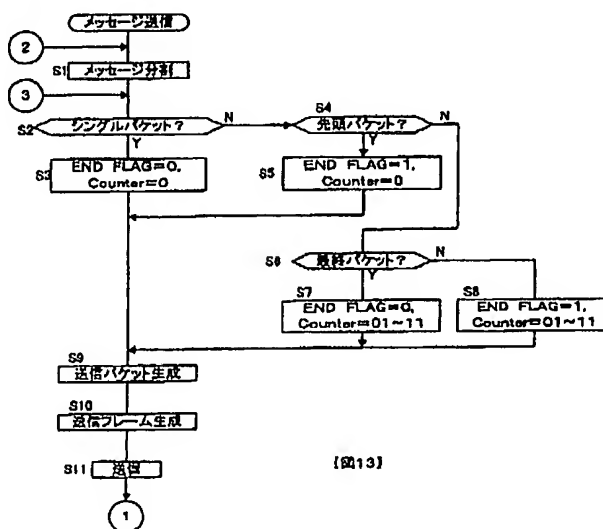 メッセージ送信
2
S1 メッセージ分割
3
S2 シングルパケット？ N
Y
S3 END FLAG=0,
Counter=0
S4
先頭パケット？ N
Y
S5 END FLAG=1,
Counter=0
S6 最終パケット？ N
Y
S7
END FLAG=0,
Counter=01~11
S8
END FLAG=1,
Counter=01~11
S9
送信パケット生成
S10
送信フレーム生成
S11 送信
1
【図13】